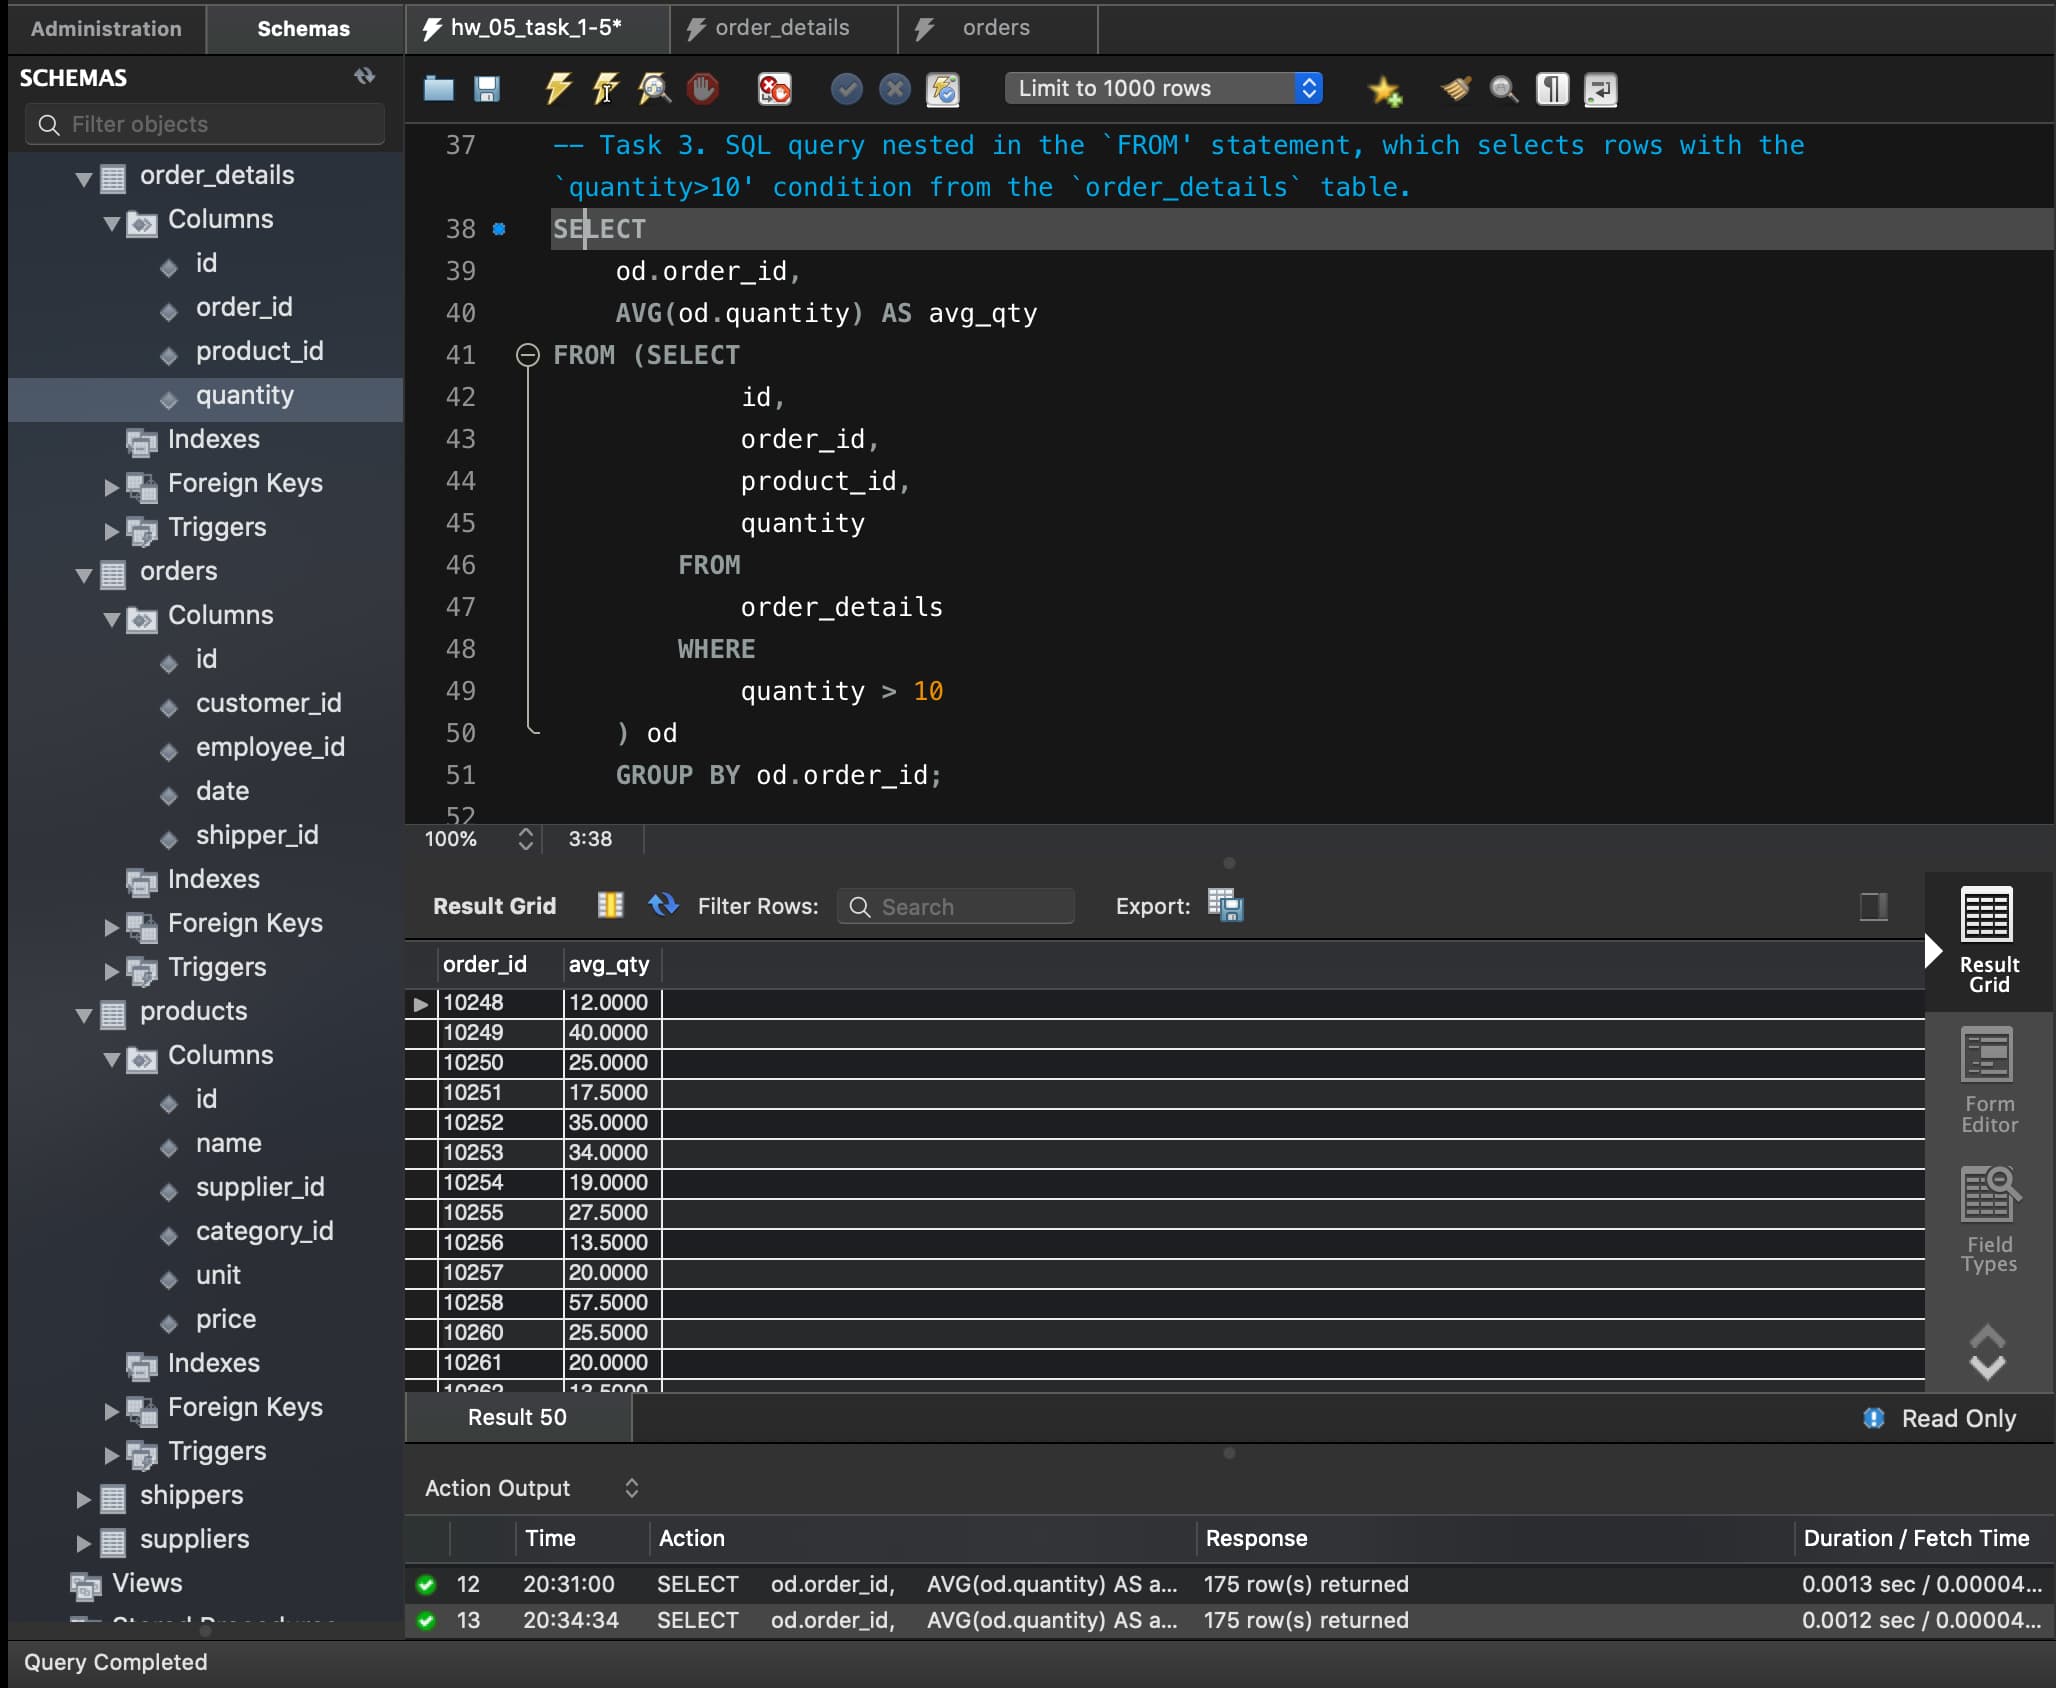 Administration
Schemas
hw_05_task_1-5*
order_details
orders
SCHEMAS
Filter objects
Limit to 1000 rows
order_details
Columns
id
order_id
product_id
quantity
Indexes
Foreign Keys
Triggers
orders
Columns
id
customer_id
employee_id
date
shipper_id
Indexes
Foreign Keys
Triggers
products
Columns
id
name
supplier_id
category_id
unit
price
Indexes
Foreign Keys
Triggers
shippers
suppliers
Views
37 -- Task 3. SQL query nested in the `FROM' statement, which selects rows with the
`quantity>10' condition from the `order_details` table.
38 SELECT
39 od.order_id,
40 AVG(od.quantity) AS avg_qty
41 FROM (SELECT
42 id,
43 order_id,
44 product_id,
45 quantity
46 FROM
47 order_details
48 WHERE
49 quantity > 10
50 ) od
51 GROUP BY od.order_id;
52
100% 3:38
Result Grid Filter Rows: Search Export:
order_id avg_qty
10248 12.0000
10249 40.0000
10250 25.0000
10251 17.5000
10252 35.0000
10253 34.0000
10254 19.0000
10255 27.5000
10256 13.5000
10257 20.0000
10258 57.5000
10260 25.5000
10261 20.0000
Result
Grid
Form
Editor
Field
Types
Result 50
Read Only
Action Output
Time Action Response Duration / Fetch Time
12 20:31:00 SELECT od.order_id, AVG(od.quantity) AS a... 175 row(s) returned 0.0013 sec / 0.00004...
13 20:34:34 SELECT od.order_id, AVG(od.quantity) AS a... 175 row(s) returned 0.0012 sec / 0.00004...
Query Completed